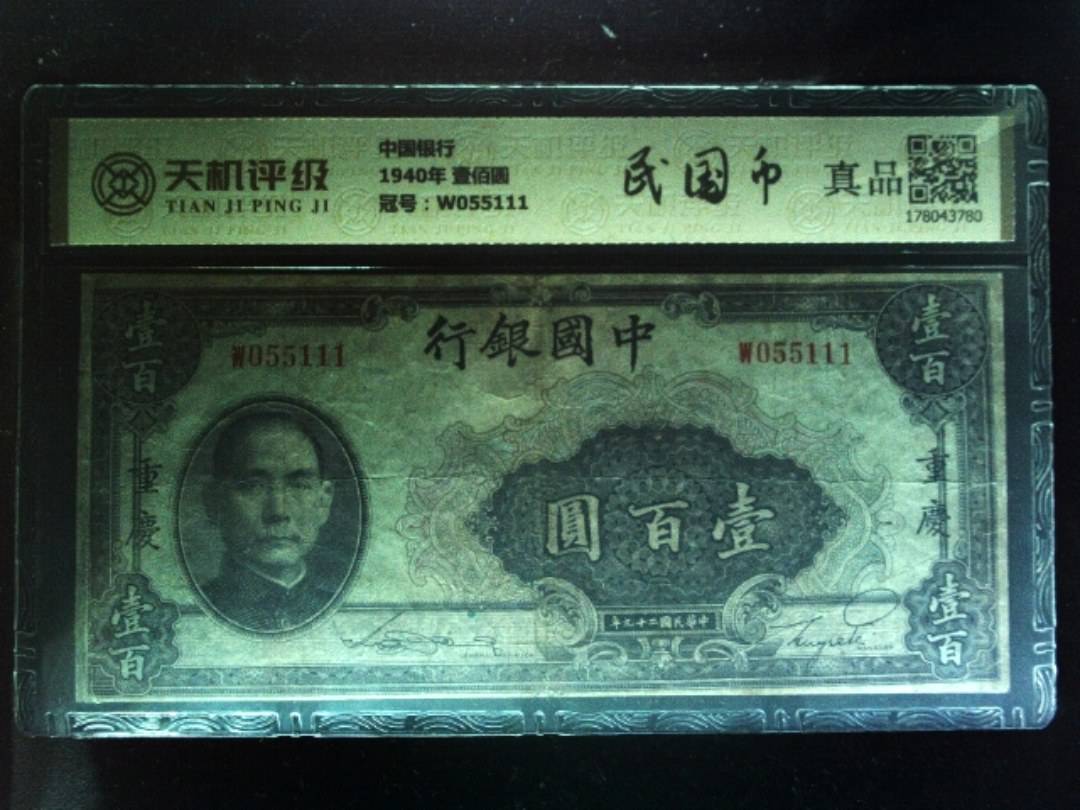 天机评级
TIAN JI PING JI
中国银行
1940年 壹佰圆
冠号：W055111
民国币
真品
178043780
行銀國中
W055111
W055111
壹百
壹百
重慶
重慶
圓百壹
壹百
壹百
年九十二國民華中